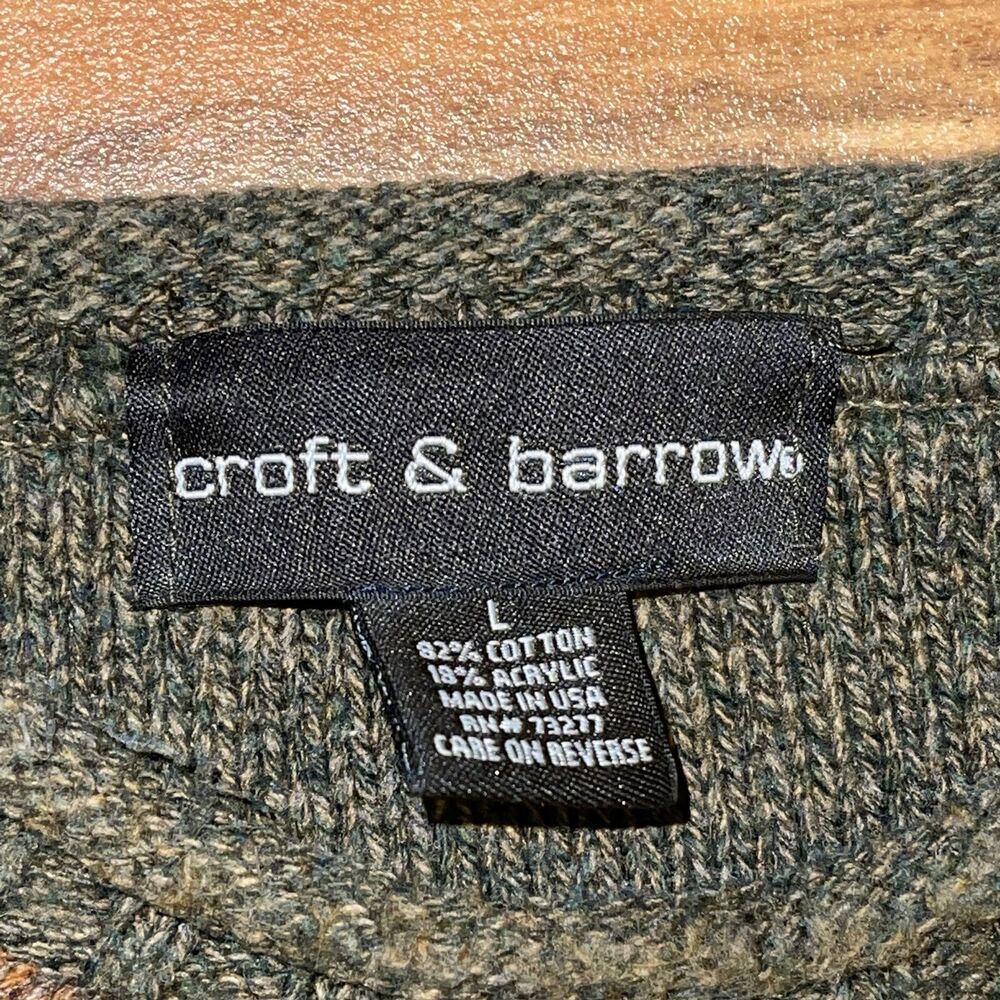 croft & barrow®
L
82% COTTON
18% ACRYLIC
MADE IN USA
RN# 73277
CARE ON REVERSE